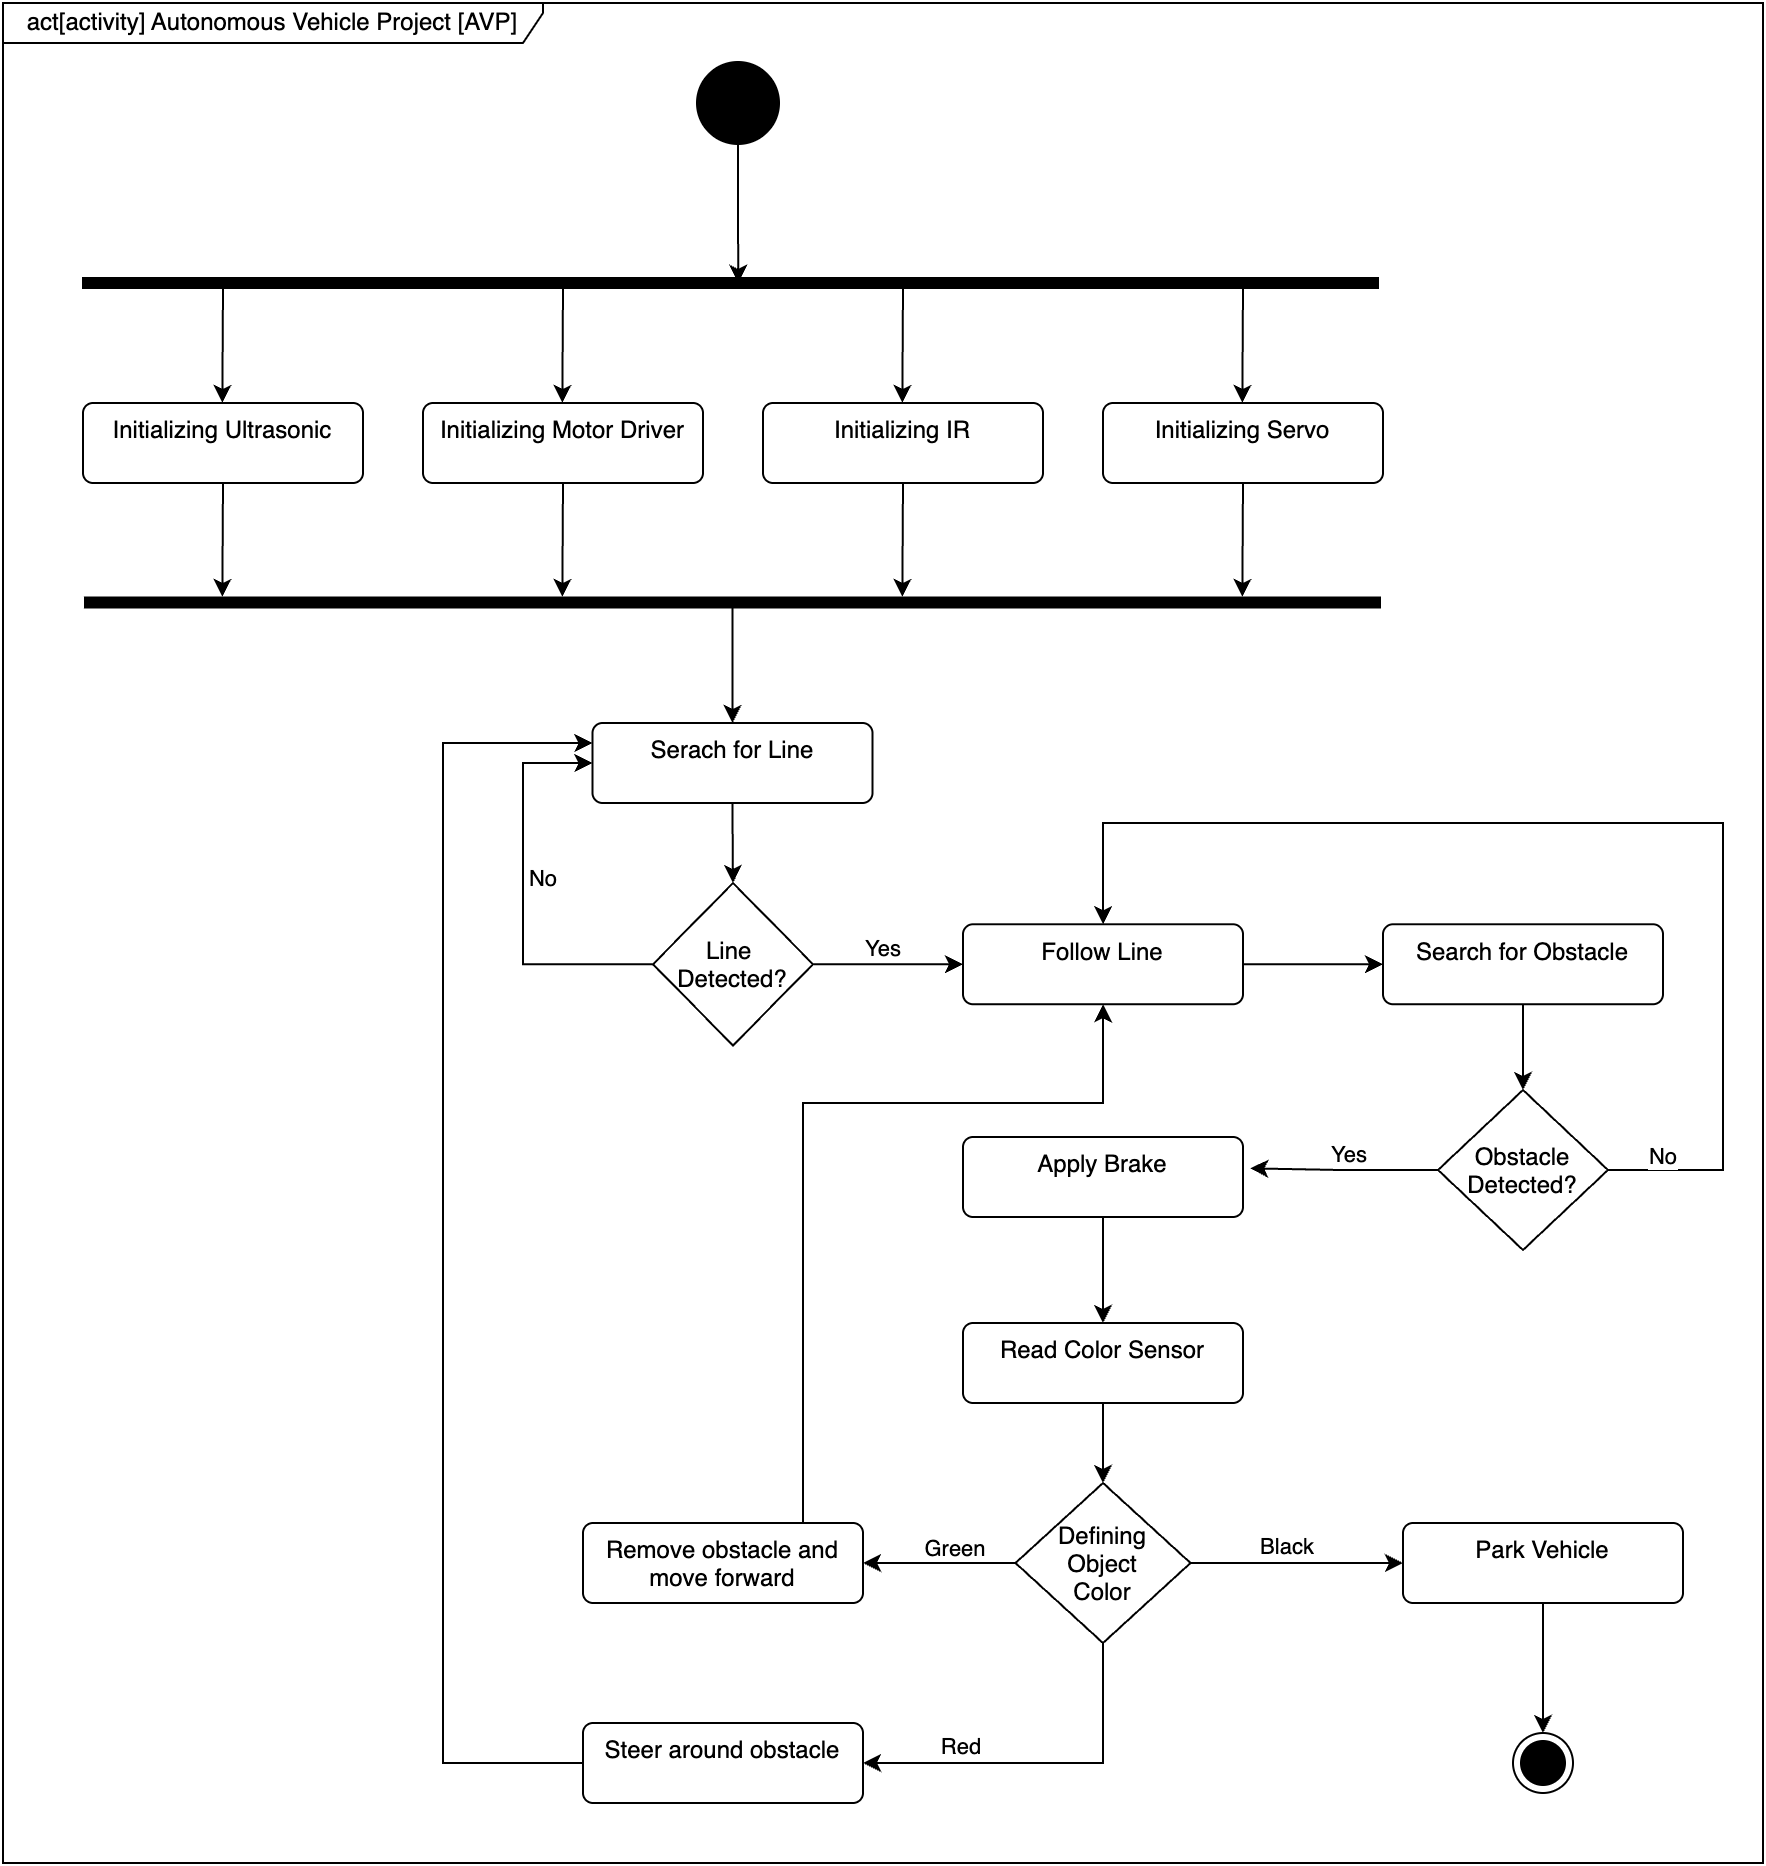 act[activity] Autonomous Vehicle Project [AVP]
Initializing Ultrasonic
Initializing Motor Driver
Initializing IR
Initializing Servo
Serach for Line
No
Line
Detected?
Yes
Follow Line
Search for Obstacle
Apply Brake
Yes
Obstacle
Detected?
No
Read Color Sensor
Remove obstacle and
move forward
Green
Defining
Object
Color
Black
Park Vehicle
Steer around obstacle
Red